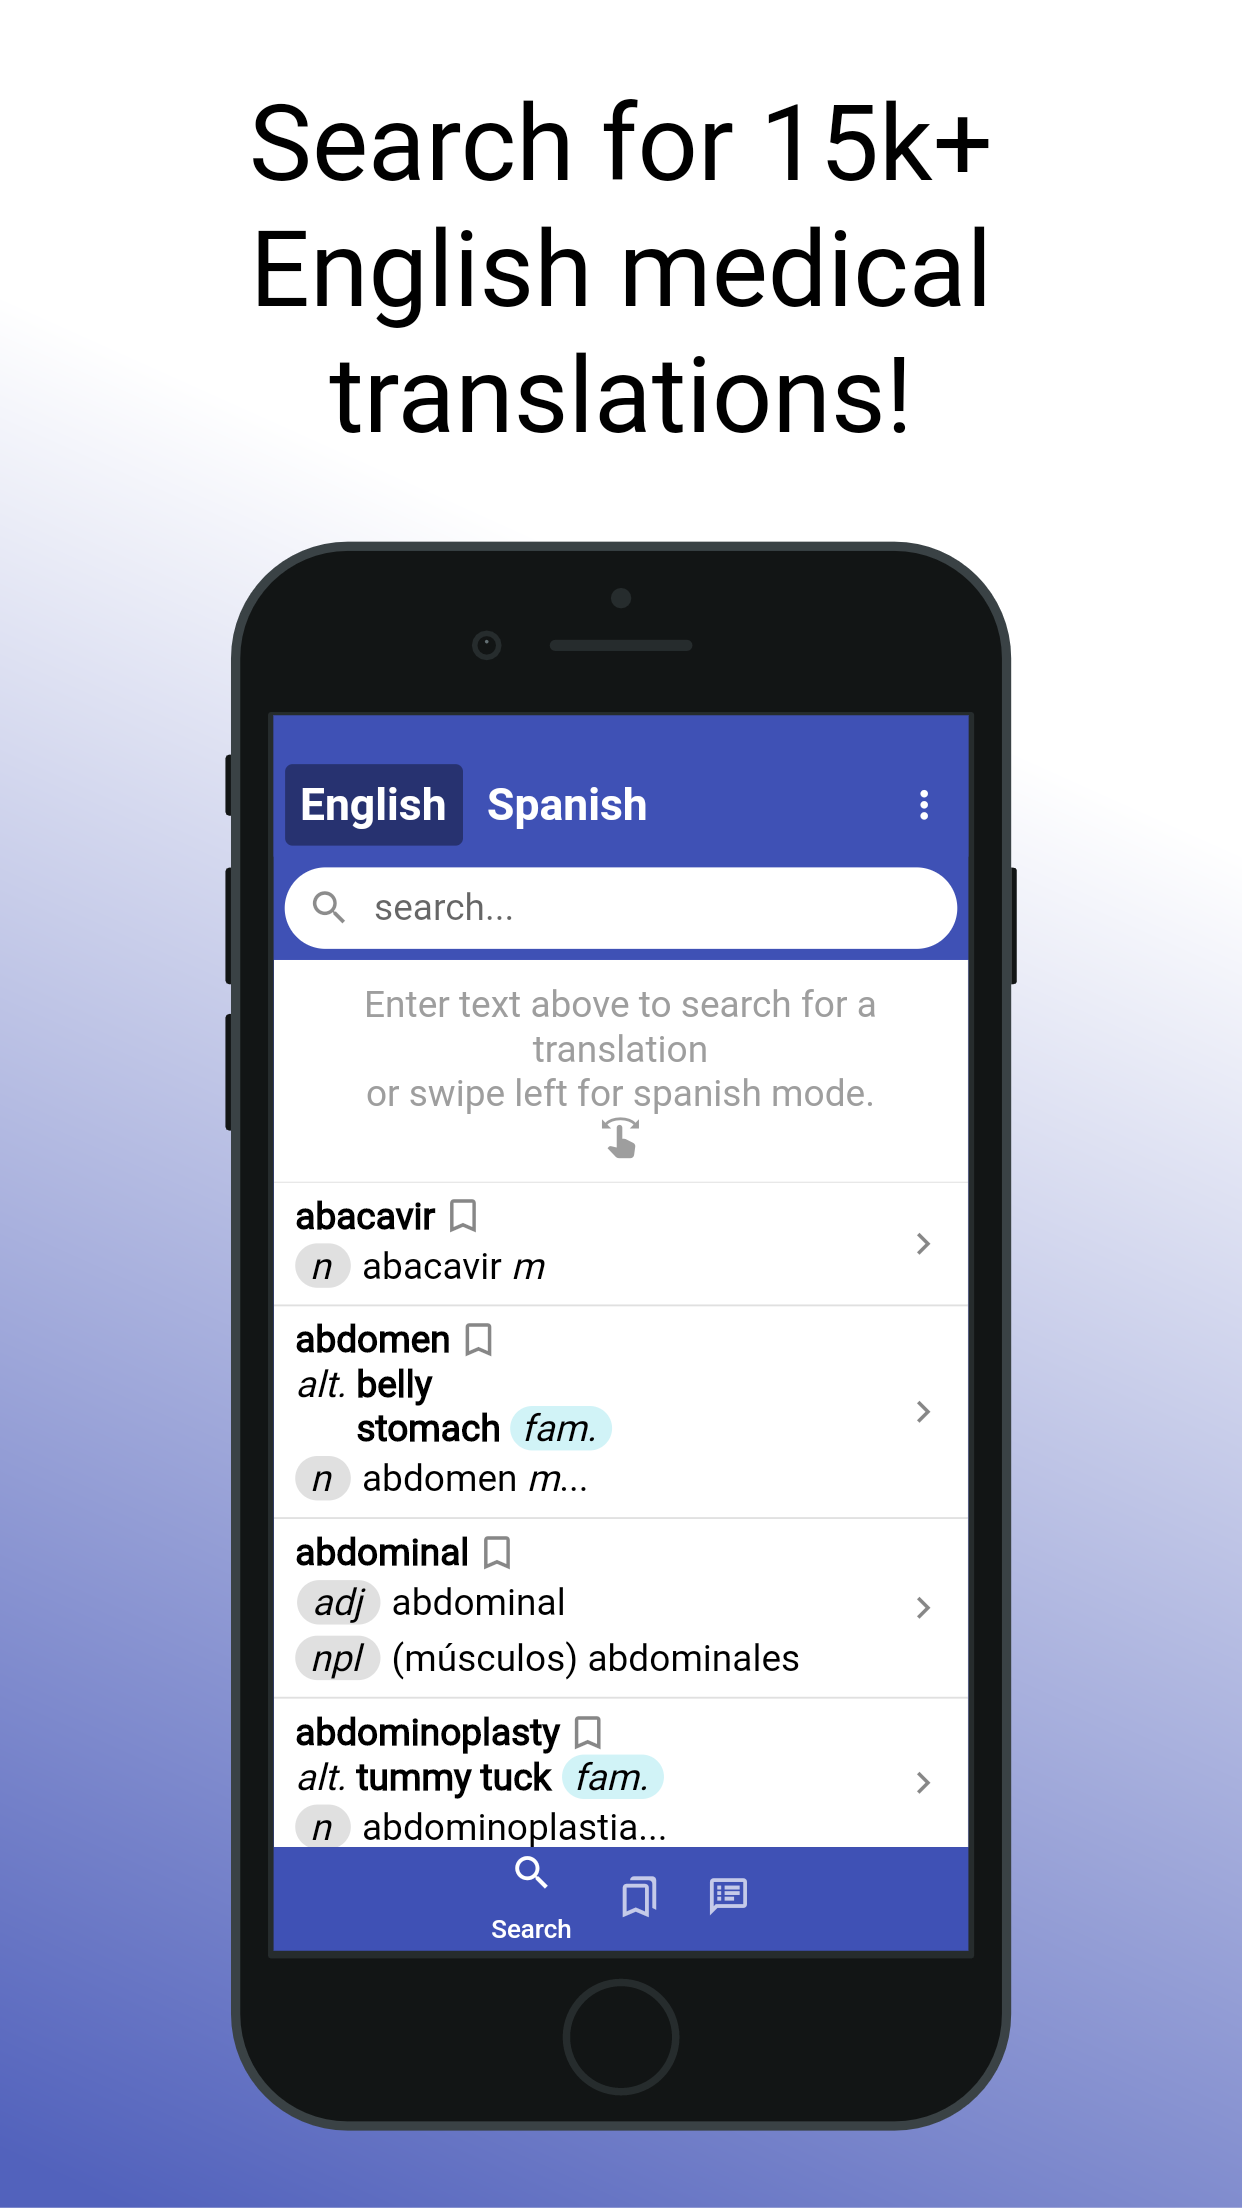 Search for 15k+
English medical
translations!
English Spanish
search...
Enter text above to search for a
translation
or swipe left for spanish mode.
abacavir
n abacavir m
abdomen
alt. belly
stomach fam.
n abdomen m...
abdominal
adj abdominal
npl (músculos) abdominales
abdominoplasty
alt. tummy tuck fam.
n abdominoplastia...
Search